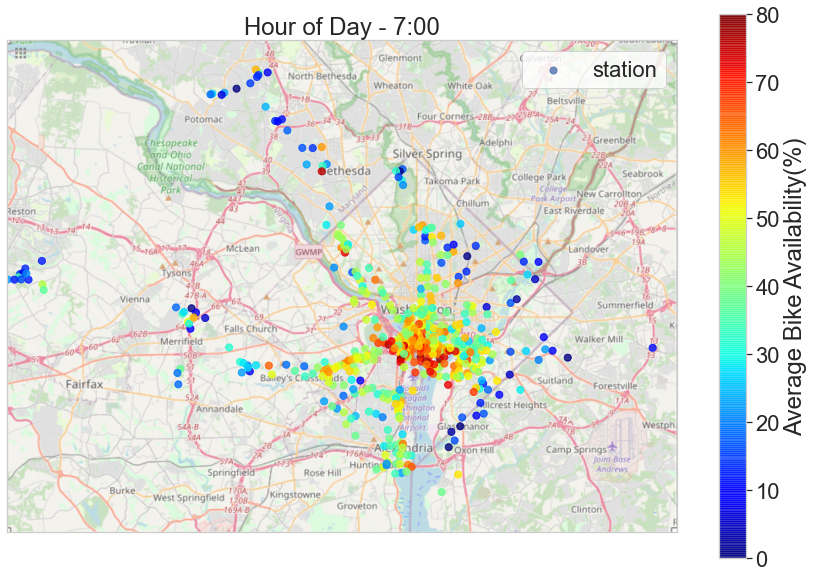 Hour of Day - 7:00
station
Glenmont
North Bethesda
Wheaton
White Oak
Beltsville
Potomac
Four Corners
Greenbelt
Chesapeake
and Ohio
Canal National
Historical
Park
Bethesda
Silver Spring
Adelphi
College Park
Seabrook
Takoma Park
College
Park Airport
New Carrollton
Maryland
Virginia
Chillum
East Riverdale
Reston
McLean
GWMP
Landover
Tysons
Vienna
Washington
Summerfield
Falls Church
Merrifield
Walker Mill
Fairfax
Bailey's Crossroads
Suitland
Forestville
Annandale
Ronald
Reagan
Washington
National
Airport
Hillcrest Heights
Glassmanor
Westph
Alexandria
Oxon Hill
Camp Springs
Joint Base
Andrews
Springfield
Rose Hill
Burke
West Springfield
Kingstowne
Groveton
Clinton
80
70
60
50
40
30
20
10
0
Average Bike Availability(%)